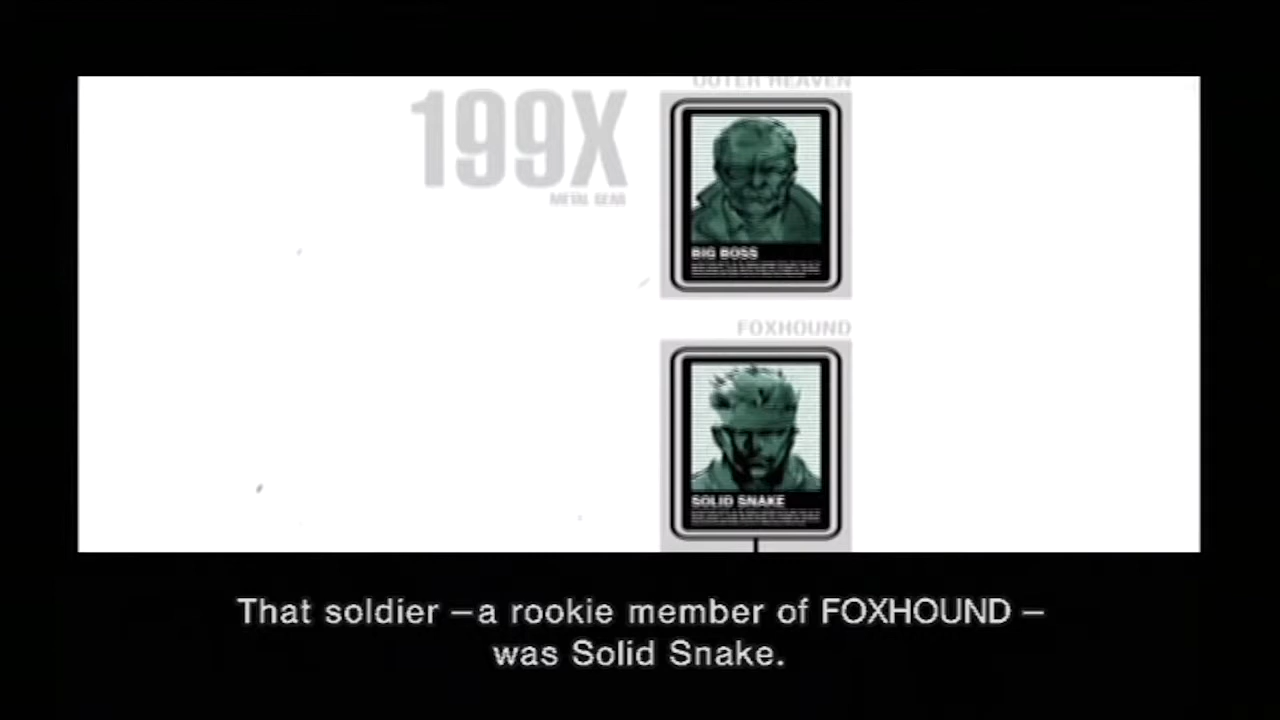 OUTER HEAVEN
199X
METAL GEAR
BIG BOSS
FOXHOUND
SOLID SNAKE
That soldier – a rookie member of FOXHOUND –
was Solid Snake.